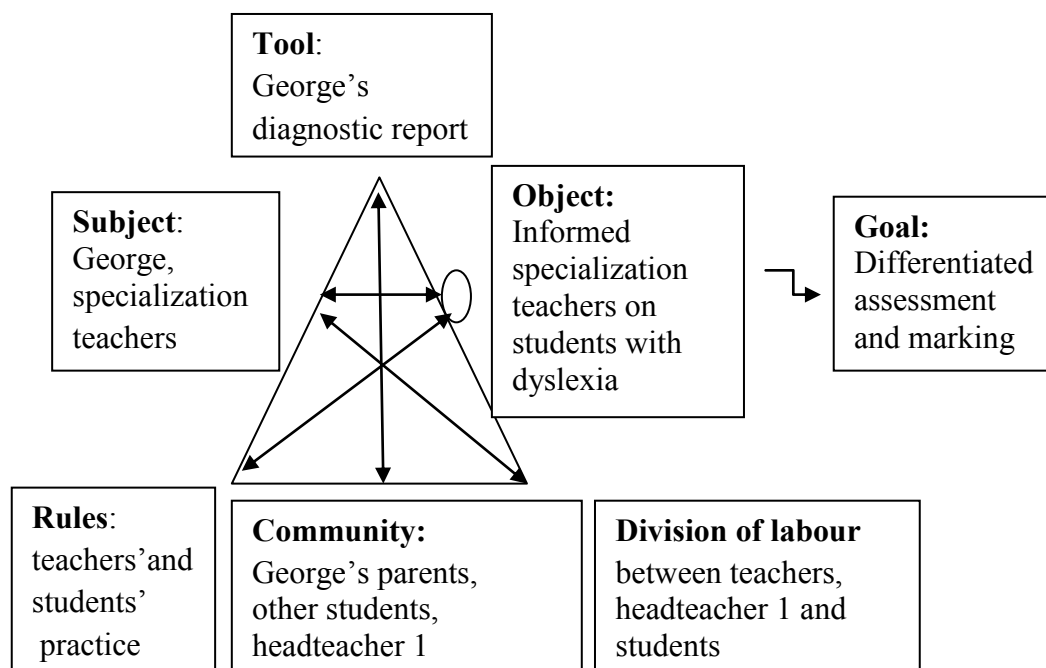 Tool:
George’s
diagnostic report
Subject:
George,
specialization
teachers
Object:
Informed
specialization
teachers on
students with
dyslexia
Goal:
Differentiated
assessment
and marking
Rules:
teachers’and
students’
practice
Community:
George’s parents,
other students,
headteacher 1
Division of labour
between teachers,
headteacher 1 and
students